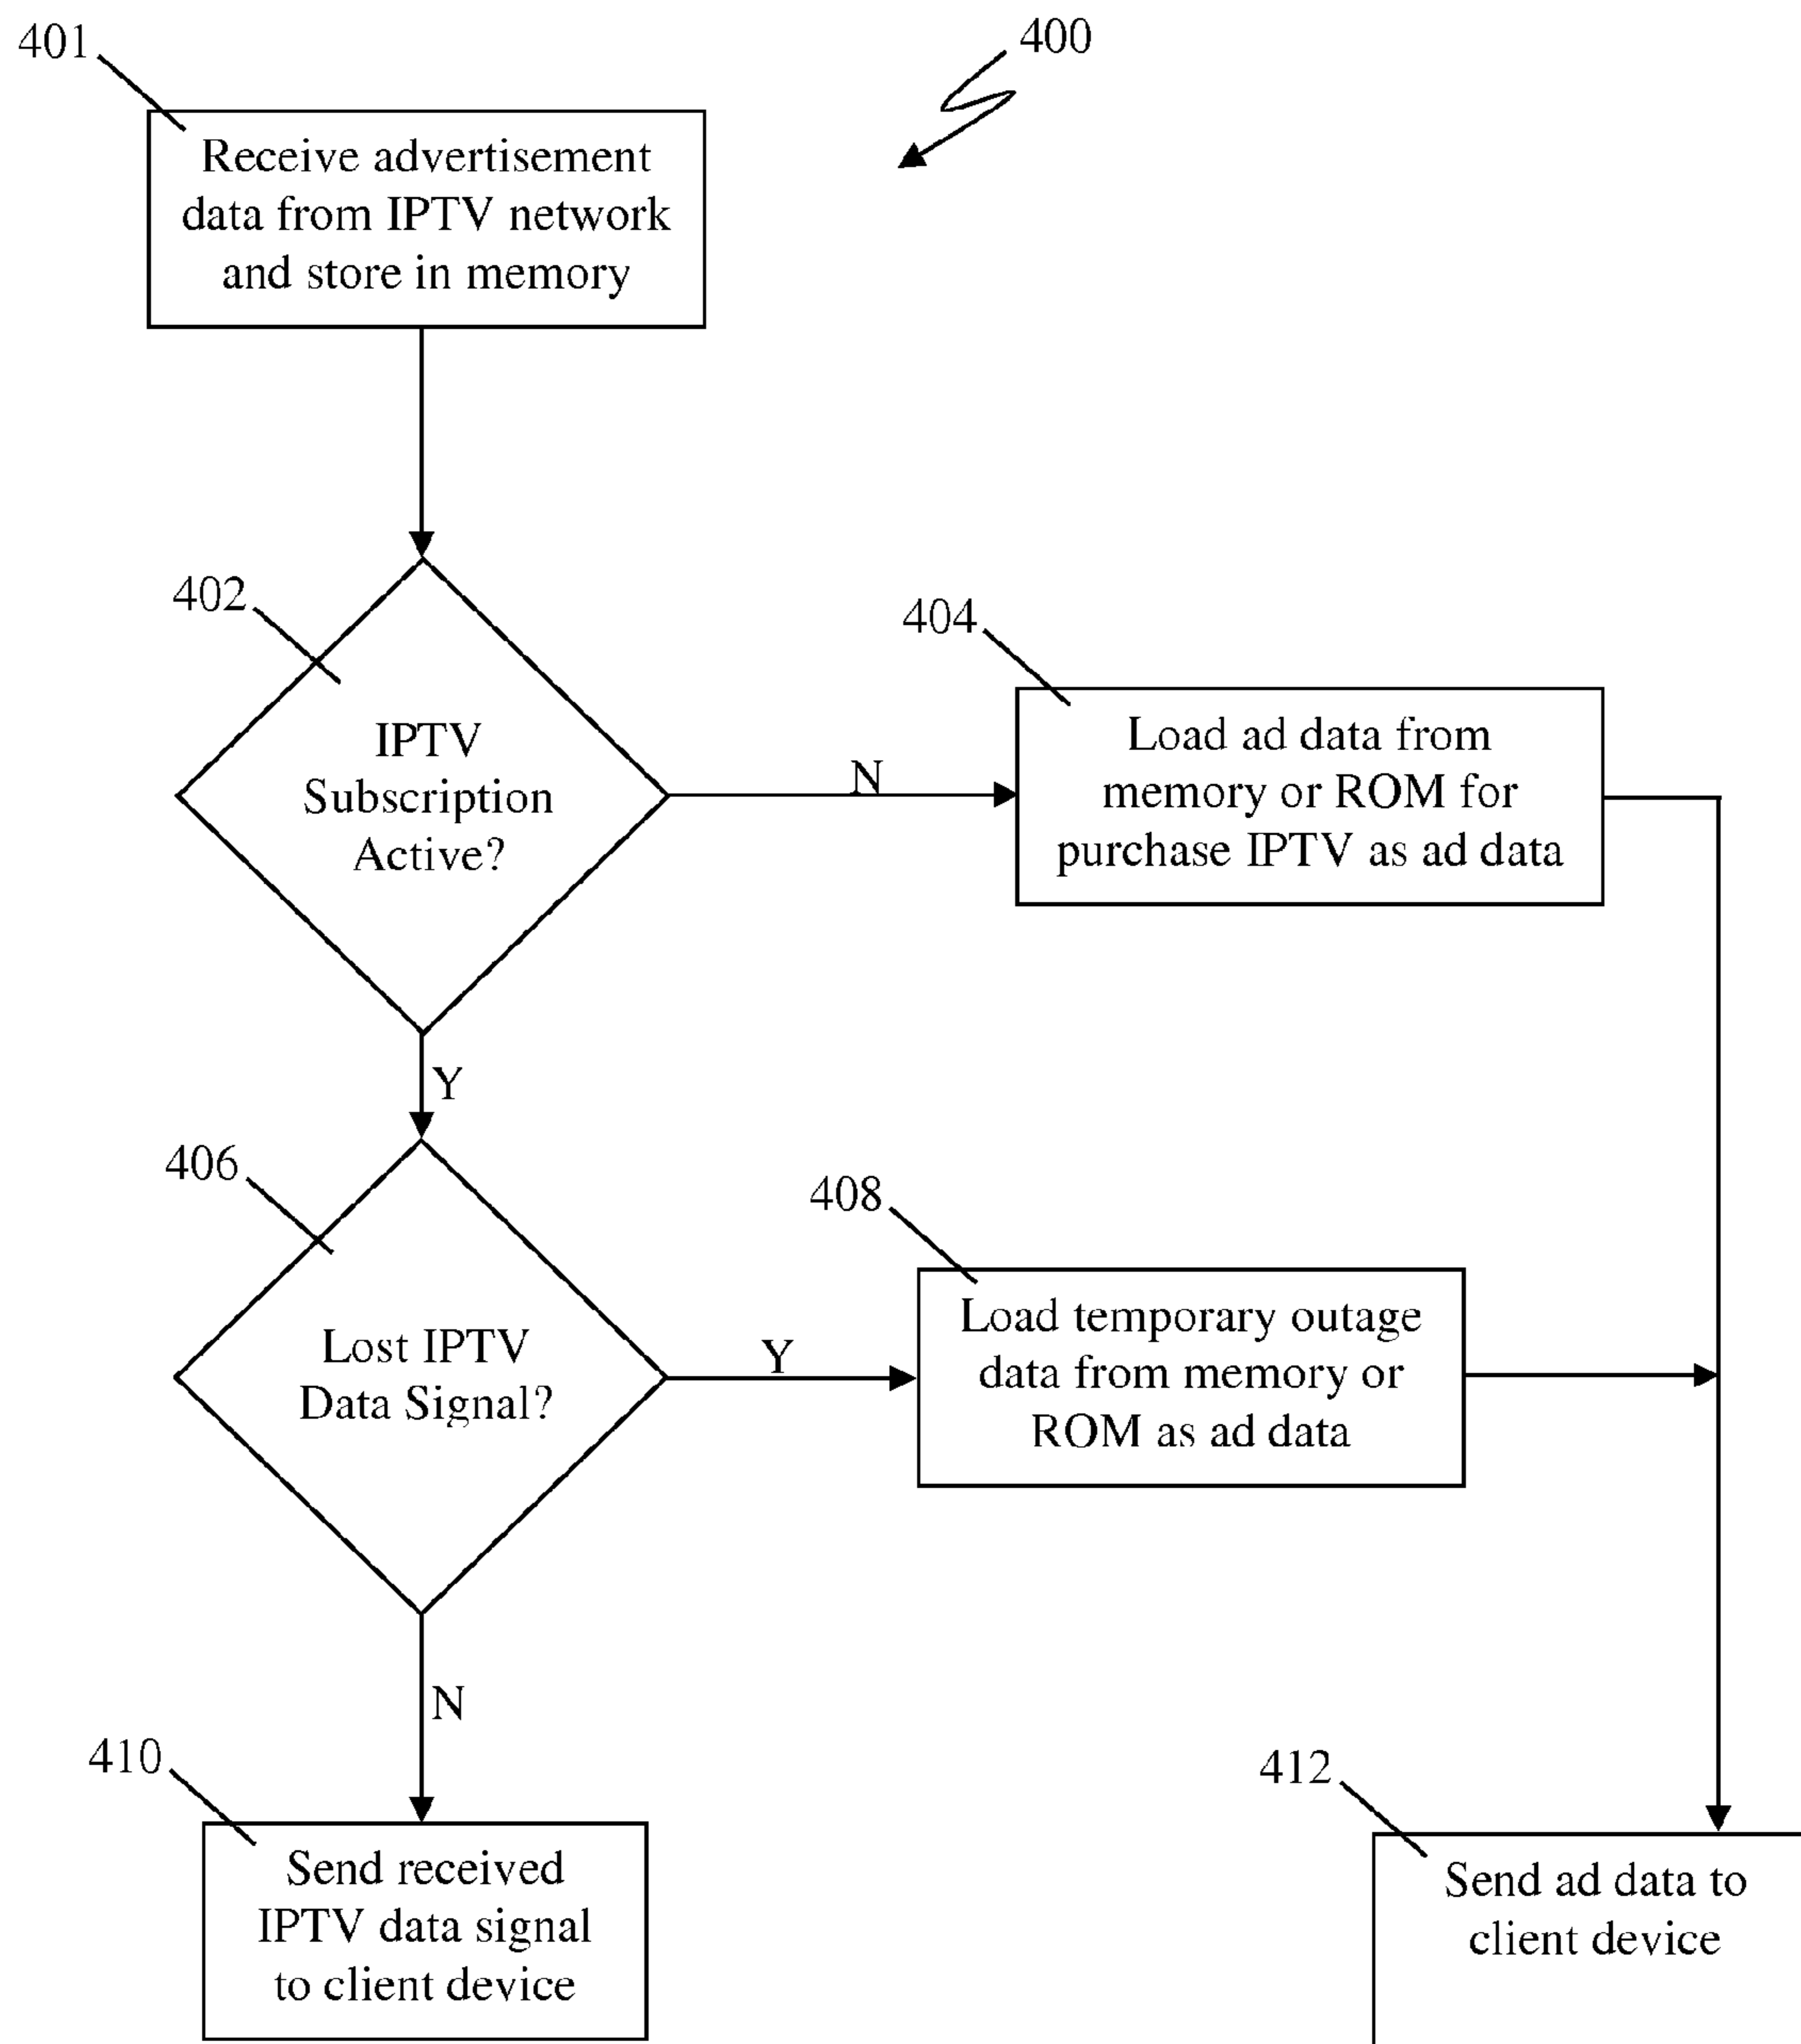 401
400
Receive advertisement
data from IPTV network
and store in memory
402
IPTV
Subscription
Active?
N
404
Load ad data from
memory or ROM for
purchase IPTV as ad data
Y
406
Lost IPTV
Data Signal?
Y
408
Load temporary outage
data from memory or
ROM as ad data
N
410
Send received
IPTV data signal
to client device
412
Send ad data to
client device